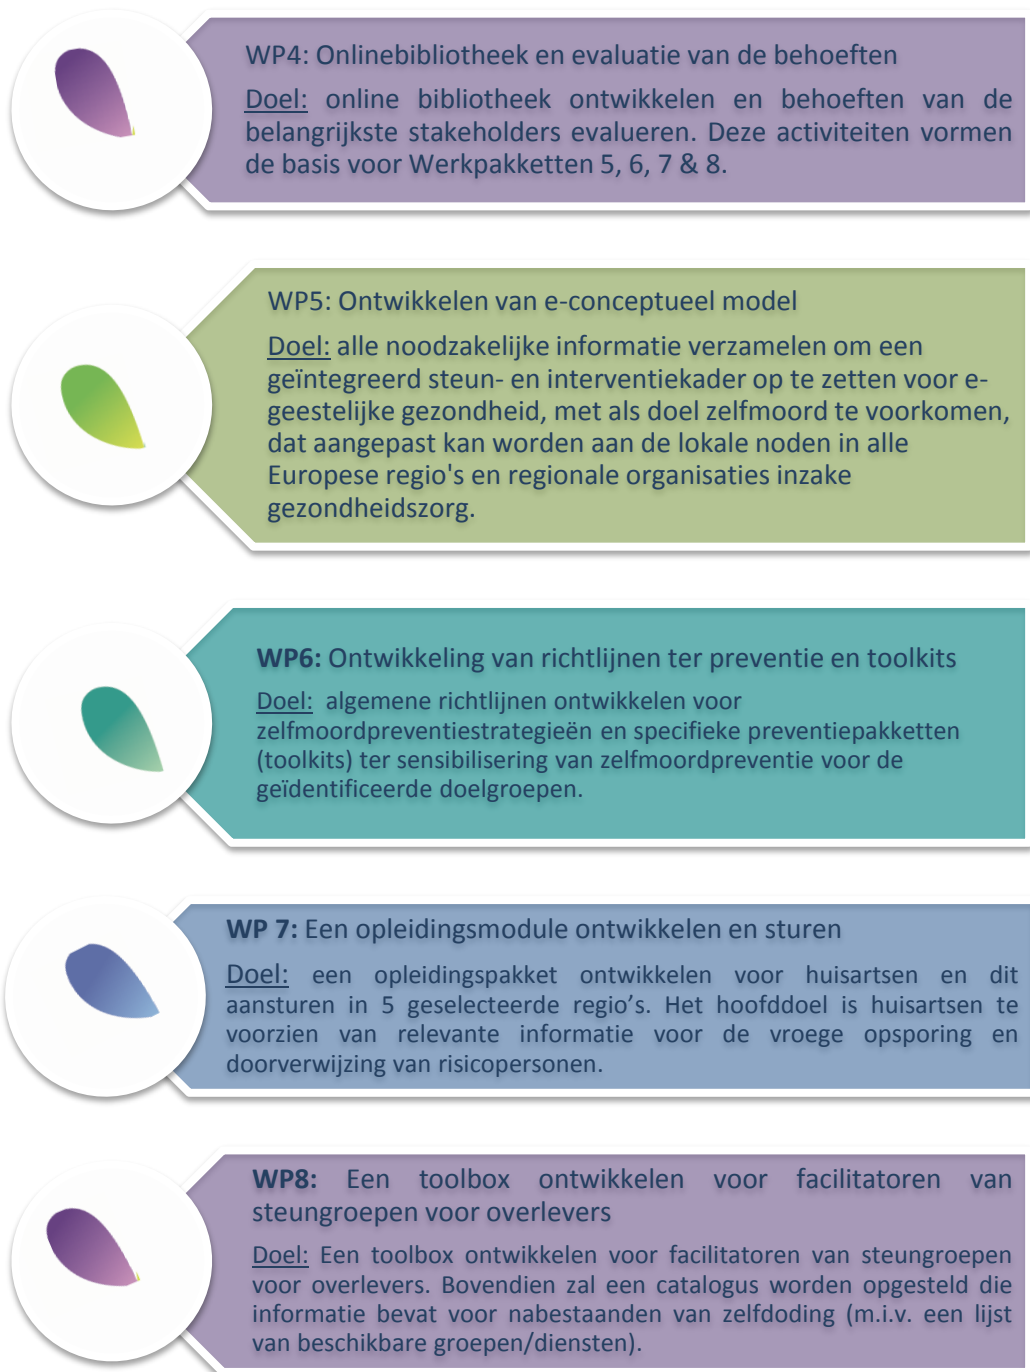 WP4: Onlinebibliotheek en evaluatie van de behoeften
Doel: online bibliotheek ontwikkelen en behoeften van de
belangrijkste stakeholders evalueren. Deze activiteiten vormen
de basis voor Werkpakketten 5, 6, 7 & 8.
WP5: Ontwikkelen van e-conceptueel model
Doel: alle noodzakelijke informatie verzamelen om een
geïntegreerd steun- en interventiekader op te zetten voor e-
geestelijke gezondheid, met als doel zelfmoord te voorkomen,
dat aangepast kan worden aan de lokale noden in alle
Europese regio's en regionale organisaties inzake
gezondheidszorg.
WP6: Ontwikkeling van richtlijnen ter preventie en toolkits
Doel: algemene richtlijnen ontwikkelen voor
zelfmoordpreventiestrategieën en specifieke preventiepakketten
(toolkits) ter sensibilisering van zelfmoordpreventie voor de
geïdentificeerde doelgroepen.
WP 7: Een opleidingsmodule ontwikkelen en sturen
Doel: een opleidingspakket ontwikkelen voor huisartsen en dit
aansturen in 5 geselecteerde regio’s. Het hoofddoel is huisartsen te
voorzien van relevante informatie voor de vroege opsporing en
doorverwijzing van risicopersonen.
WP8: Een toolbox ontwikkelen voor facilitatoren van
steungroepen voor overlevers
Doel: Een toolbox ontwikkelen voor facilitatoren van steungroepen
voor overlevers. Bovendien zal een catalogus worden opgesteld die
informatie bevat voor nabestaanden van zelfdoding (m.i.v. een lijst
van beschikbare groepen/diensten).